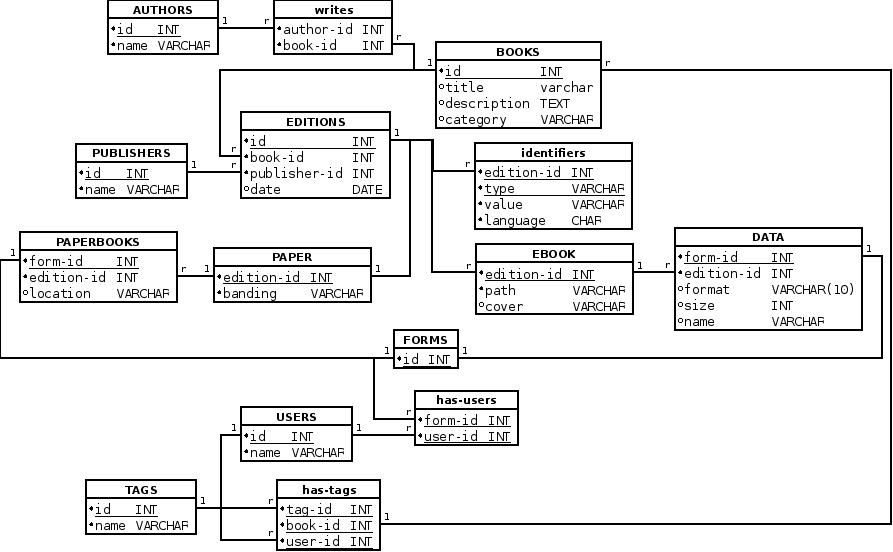 AUTHORS
id INT
name VARCHAR
1
r
writes
author-id INT
book-id INT
r
BOOKS
1
id INT
r
title varchar
description TEXT
category VARCHAR
EDITIONS
id INT
1
r
book-id INT
r
publisher-id INT
date DATE
PUBLISHERS
id INT
1
name VARCHAR
identifiers
r
edition-id INT
type VARCHAR
value VARCHAR
language CHAR
PAPERBOOKS
1
form-id INT
edition-id INT
r
location VARCHAR
PAPER
1
edition-id INT
1
banding VARCHAR
EBOOK
r
edition-id INT
1
path VARCHAR
cover VARCHAR
DATA
form-id INT
1
r
edition-id INT
format VARCHAR(10)
size INT
name VARCHAR
FORMS
1
id INT
1
has-users
r
form-id INT
r
user-id INT
USERS
1
id INT
1
name VARCHAR
TAGS
id INT
1
name VARCHAR
has-tags
r
tag-id INT
book-id INT
1
r
user-id INT